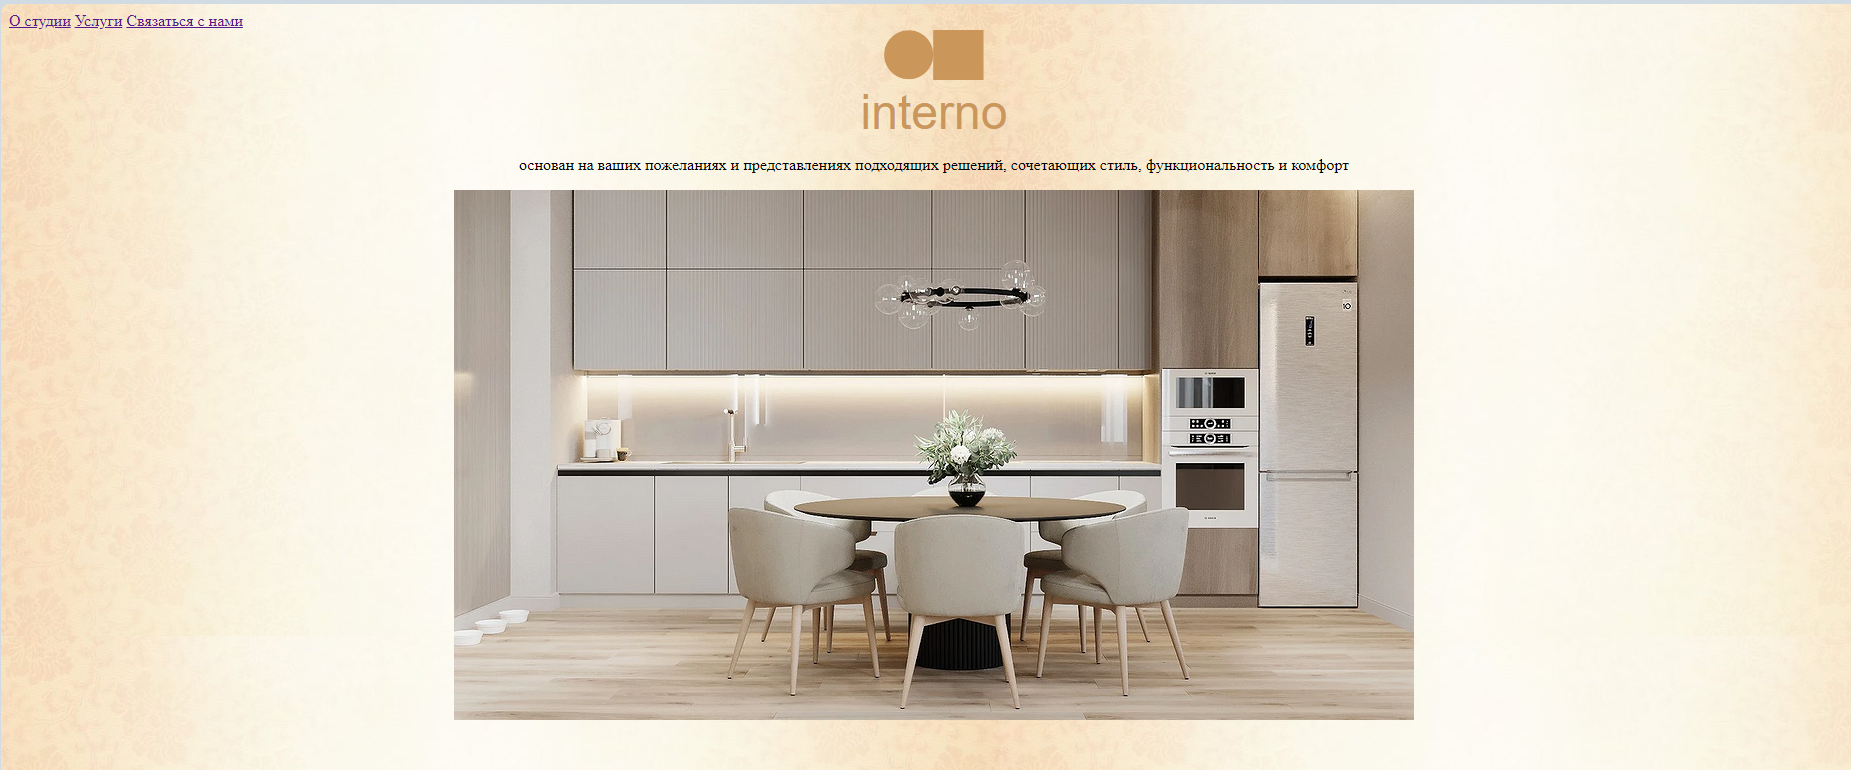 О студии Услуги Связаться с нами
interno
основан на ваших пожеланиях и представлениях подходящих решений, сочетающих стиль, функциональность и комфорт